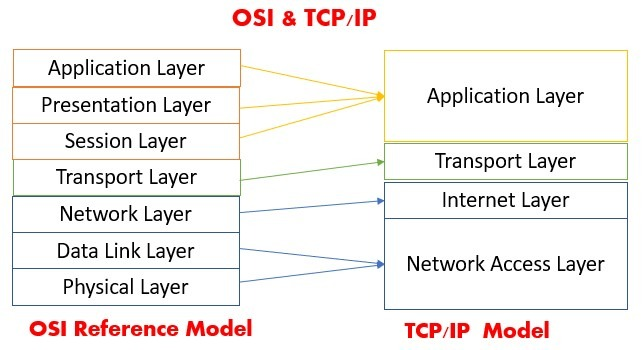 OSI & TCP/IP
Application Layer
Presentation Layer
Session Layer
Transport Layer
Network Layer
Data Link Layer
Physical Layer
OSI Reference Model
Application Layer
Transport Layer
Internet Layer
Network Access Layer
TCP/IP Model